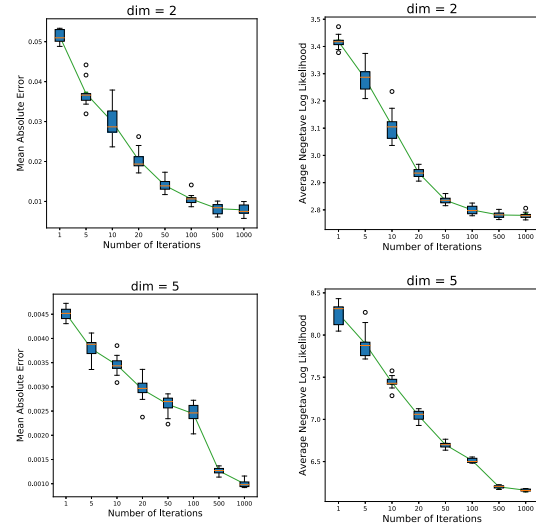 dim = 2
Mean Absolute Error
0.05
0.04
0.03
0.02
0.01
1 5 10 20 50 100 500 1000
Number of Iterations
dim = 2
Average Negetave Log Likelihood
3.5
3.4
3.3
3.2
3.1
3.0
2.9
2.8
1 5 10 20 50 100 500 1000
Number of Iterations
dim = 5
Mean Absolute Error
0.0045
0.0040
0.0035
0.0030
0.0025
0.0020
0.0015
0.0010
1 5 10 20 50 100 500 1000
Number of Iterations
dim = 5
Average Negetave Log Likelihood
8.5
8.0
7.5
7.0
6.5
1 5 10 20 50 100 500 1000
Number of Iterations